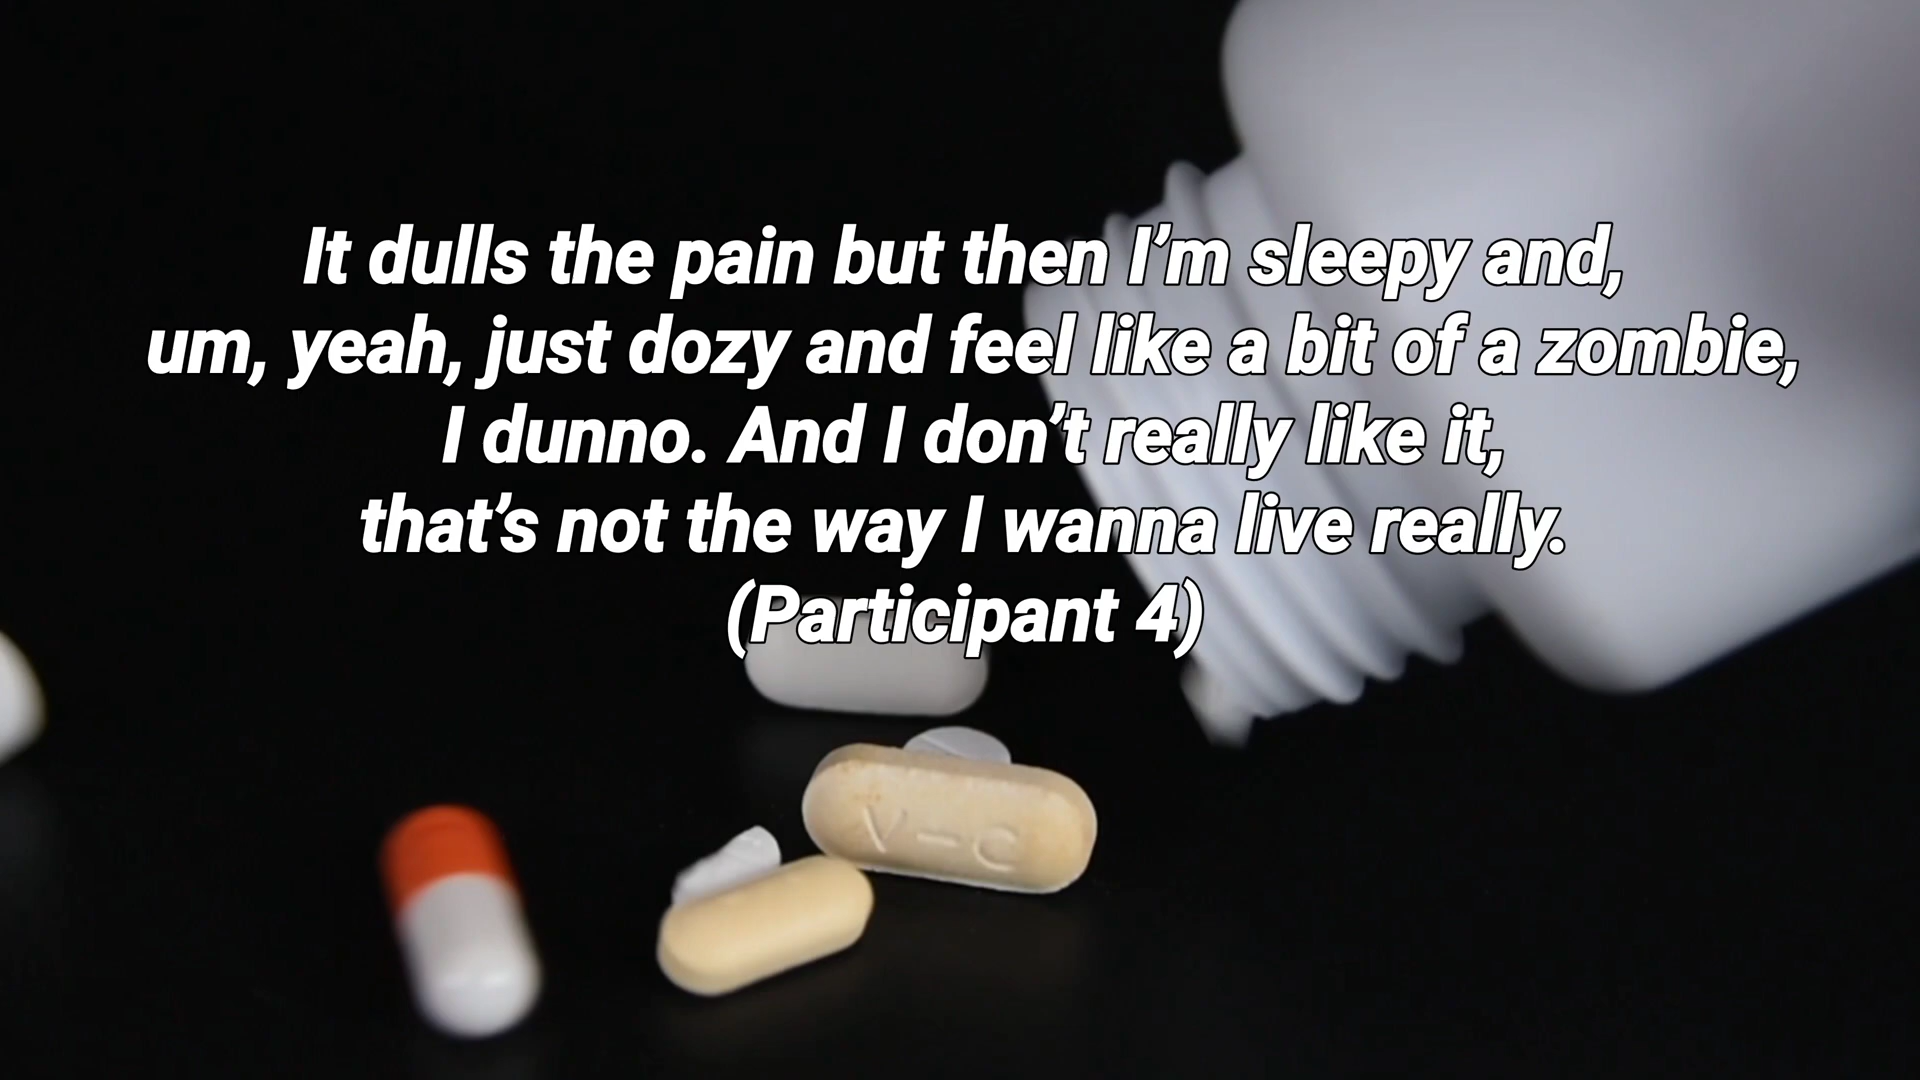 It dulls the pain but then I’m sleepy and,
um, yeah, just dozy and feel like a bit of a zombie,
I dunno. And I don’t really like it,
that’s not the way I wanna live really.
(Participant 4)
V-C